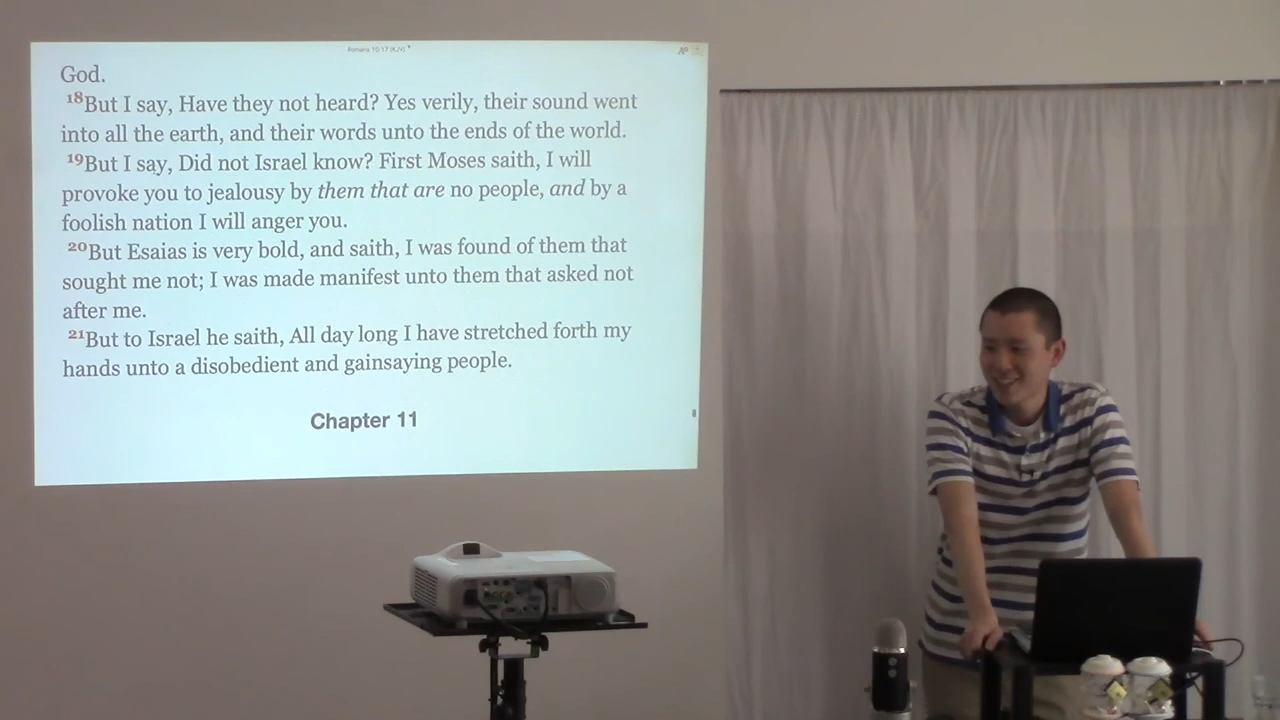 Romans 10:17 (KJV)
God.
18But I say, Have they not heard? Yes verily, their sound went
into all the earth, and their words unto the ends of the world.
19But I say, Did not Israel know? First Moses saith, I will
provoke you to jealousy by them that are no people, and by a
foolish nation I will anger you.
20But Esaias is very bold, and saith, I was found of them that
sought me not; I was made manifest unto them that asked not
after me.
21But to Israel he saith, All day long I have stretched forth my
hands unto a disobedient and gainsaying people.
Chapter 11